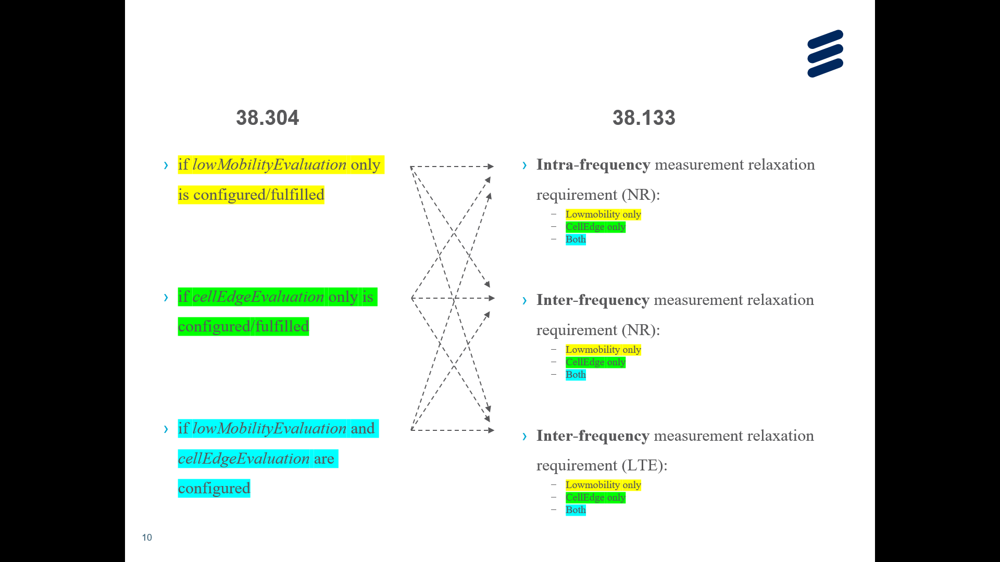 38.304
› if lowMobilityEvaluation only
is configured/fulfilled
› if cellEdgeEvaluation only is
configured/fulfilled
› if lowMobilityEvaluation and
cellEdgeEvaluation are
configured
38.133
› Intra-frequency measurement relaxation
requirement (NR):
– Lowmobility only
– CellEdge only
– Both
› Inter-frequency measurement relaxation
requirement (NR):
– Lowmobility only
– CellEdge only
– Both
› Inter-frequency measurement relaxation
requirement (LTE):
– Lowmobility only
– CellEdge only
– Both
10